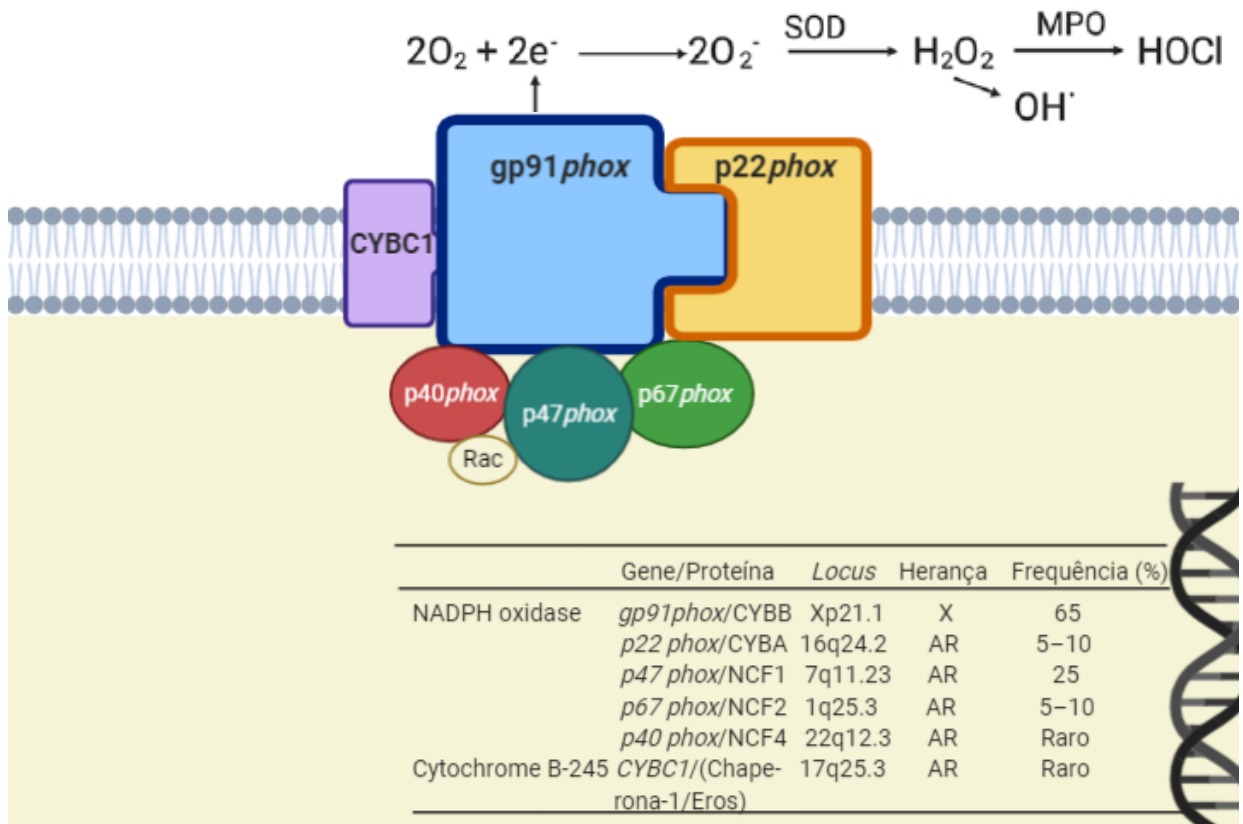 2O₂ + 2e⁻ → 2O₂⁻ SOD → H₂O₂ MPO → HOCl
OH˙
gp91phox
p22phox
CYBC1
p40phox
p47phox
p67phox
Rac
Gene/Proteína Locus Herança Frequência (%)
NADPH oxidase gp91phox/CYBB Xp21.1 X 65
p22 phox/CYBA 16q24.2 AR 5–10
p47 phox/NCF1 7q11.23 AR 25
p67 phox/NCF2 1q25.3 AR 5–10
p40 phox/NCF4 22q12.3 AR Raro
Cytochrome B-245 CYBC1/(Chape- 17q25.3 AR Raro
rona-1/Eros)